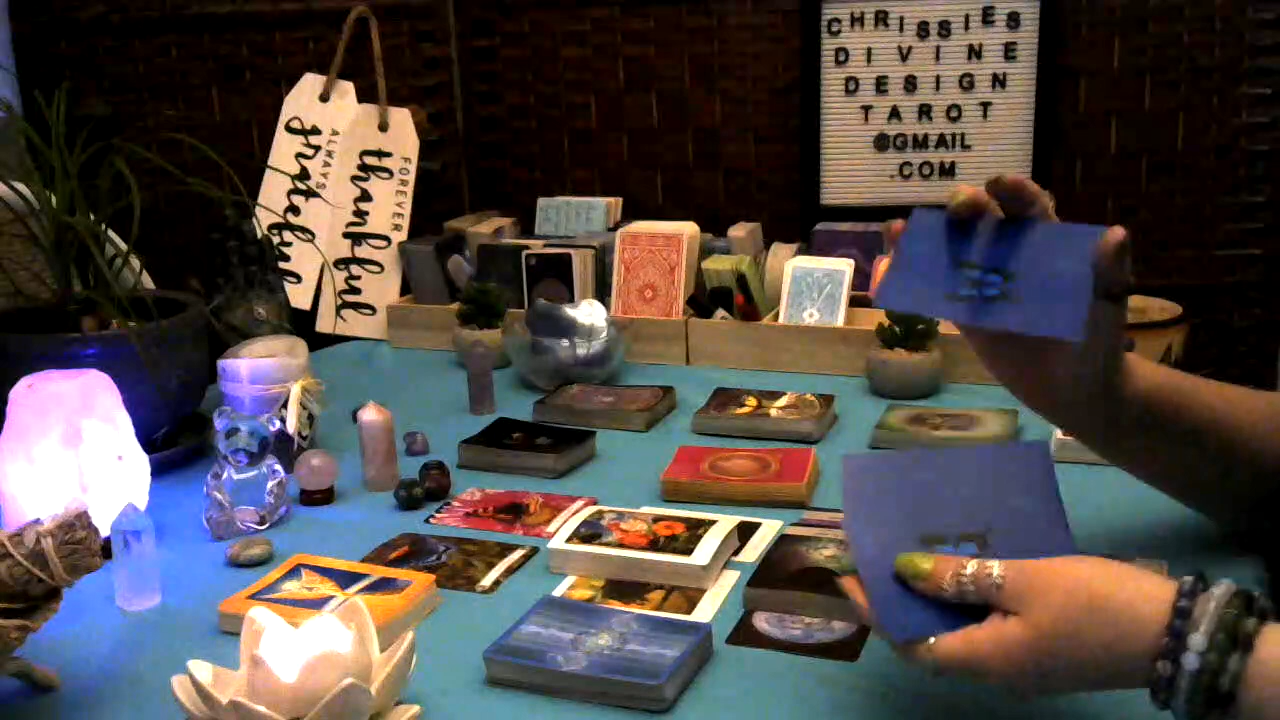 ALWAYS
grateful
FOREVER
thankful
CHRISSIES
DIVINE
DESIGN
TAROT
@GMAIL
.COM